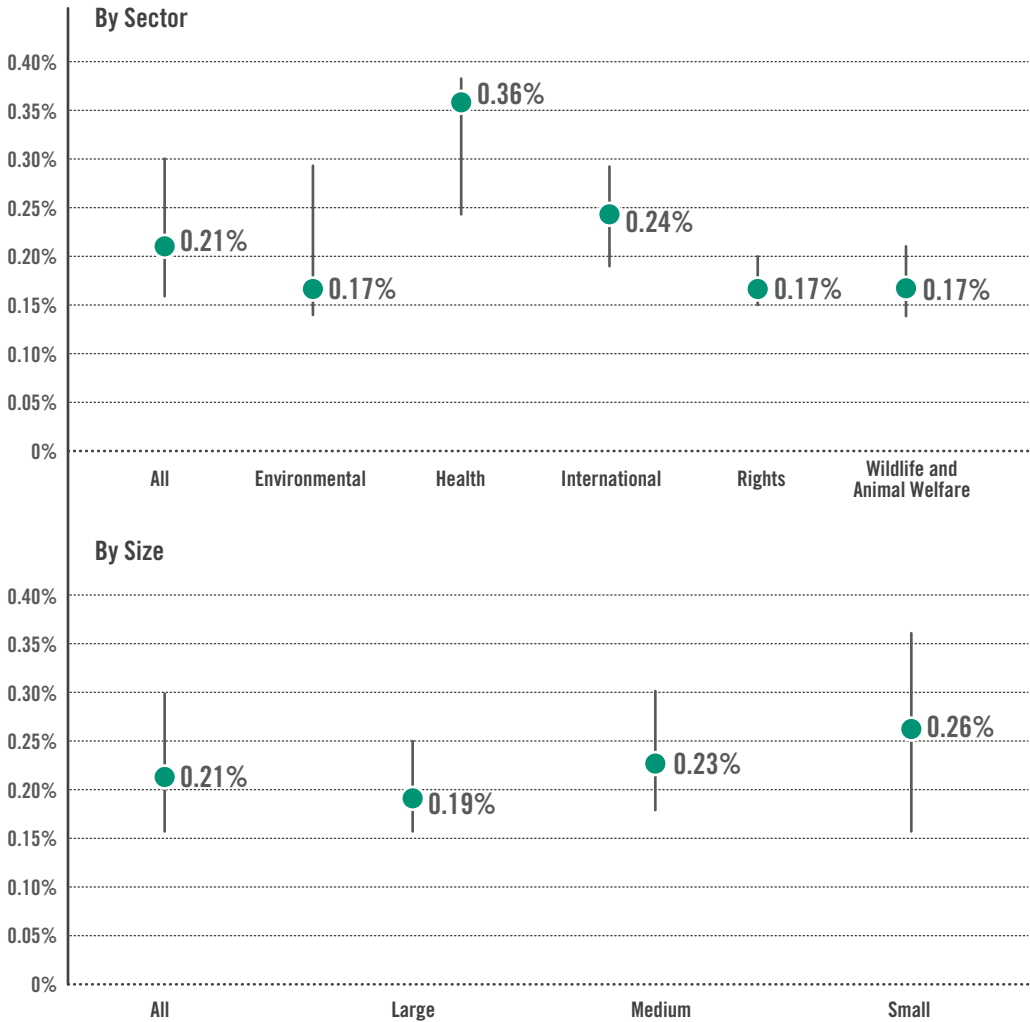 By Sector
0.40%
0.35%
0.30%
0.25%
0.20%
0.15%
0.10%
0.05%
0%
0.21%
0.17%
0.36%
0.24%
0.17%
0.17%
All
Environmental
Health
International
Rights
Wildlife and
Animal Welfare
By Size
0.40%
0.35%
0.30%
0.25%
0.20%
0.15%
0.10%
0.05%
0%
0.21%
0.19%
0.23%
0.26%
All
Large
Medium
Small